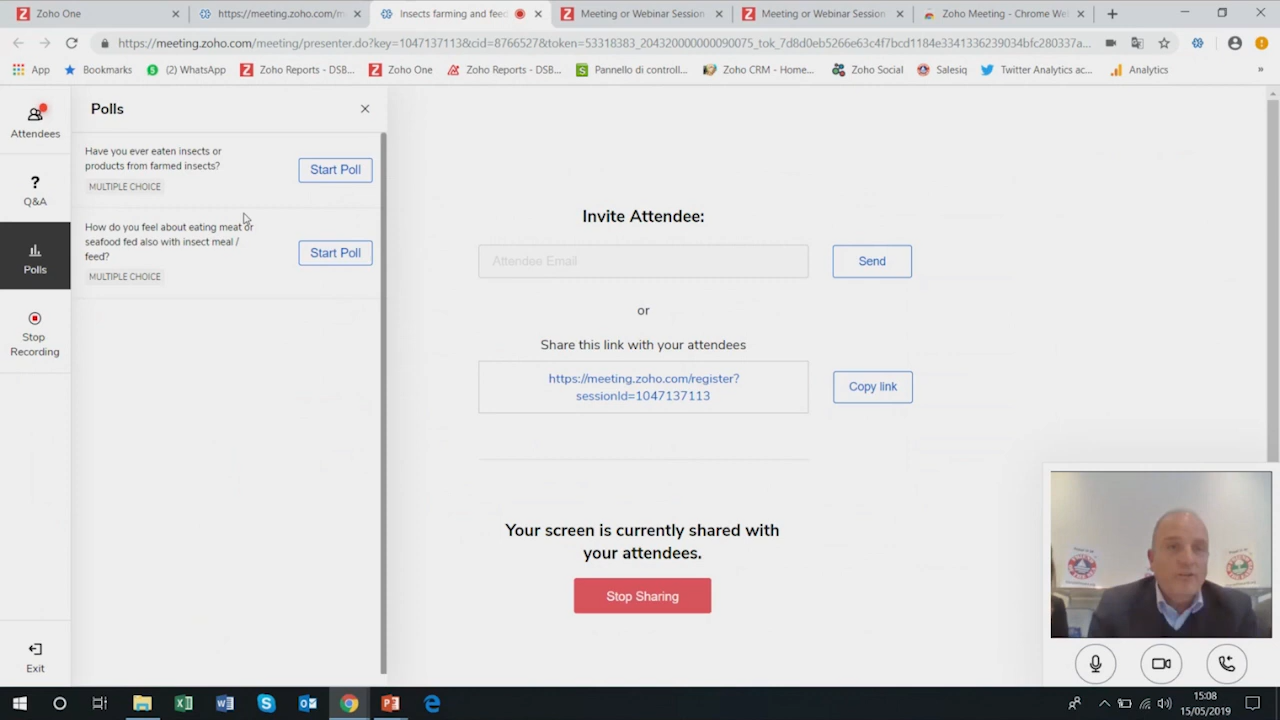 Zoho One
https://meeting.zoho.com/m
Insects farming and feed
Meeting or Webinar Session
Meeting or Webinar Session
Zoho Meeting - Chrome Wel
https://meeting.zoho.com/meeting/presenter.do?key=1047137113&cid=8766527&token=53318383_204320000000090075_tok_7d8d0eb5266e63c4f7bcd1184e3341336239034bfc280337a...
App
Bookmarks
(2) WhatsApp
Zoho Reports - DSB...
Zoho One
Zoho Reports - DSB...
Pannello di controll...
Zoho CRM - Home...
Zoho Social
Salesiq
Twitter Analytics ac...
Analytics
»
Attendees
Q&A
Polls
Stop
Recording
Exit
Polls
Have you ever eaten insects or
products from farmed insects?
MULTIPLE CHOICE
Start Poll
How do you feel about eating meat or
seafood fed also with insect meal /
feed?
MULTIPLE CHOICE
Start Poll
Invite Attendee:
Attendee Email
Send
or
Share this link with your attendees
https://meeting.zoho.com/register?
sessionId=1047137113
Copy link
Your screen is currently shared with
your attendees.
Stop Sharing
15:08
15/05/2019